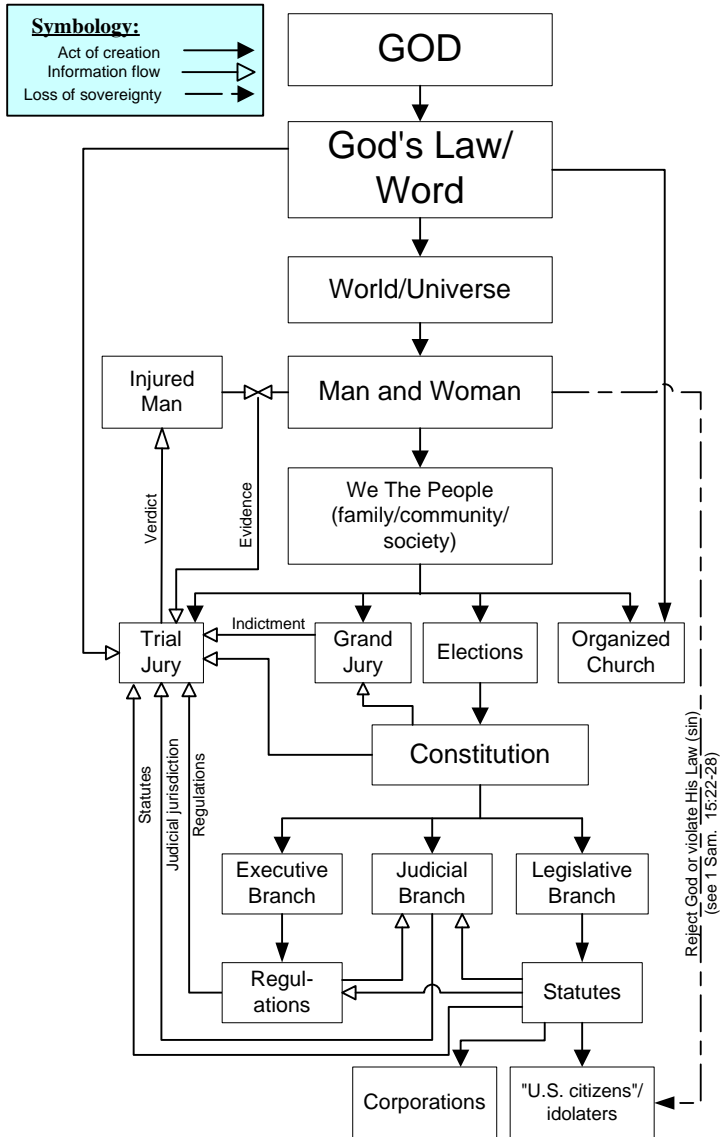 Symbology:
Act of creation
Information flow
Loss of sovereignty
GOD
God's Law/
Word
World/Universe
Injured
Man
Man and Woman
We The People
(family/community/
society)
Verdict
Evidence
Trial
Jury
Indictment
Grand
Jury
Elections
Organized
Church
Constitution
Statutes
Judicial jurisdiction
Regulations
Reject God or violate His Law (sin)
(see 1 Sam. 15:22-28)
Executive
Branch
Judicial
Branch
Legislative
Branch
Regul-
ations
Statutes
Corporations
"U.S. citizens"/
idolaters